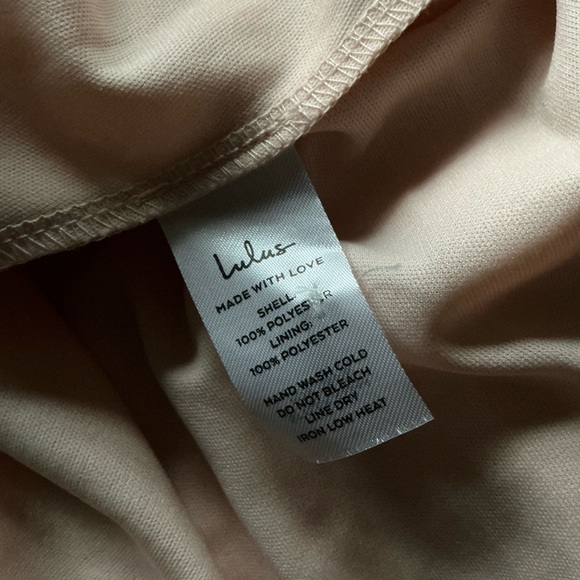 Lulus
MADE WITH LOVE
SHELL:
100% POLYESTER
LINING:
100% POLYESTER
HAND WASH COLD
DO NOT BLEACH
LINE DRY
IRON LOW HEAT